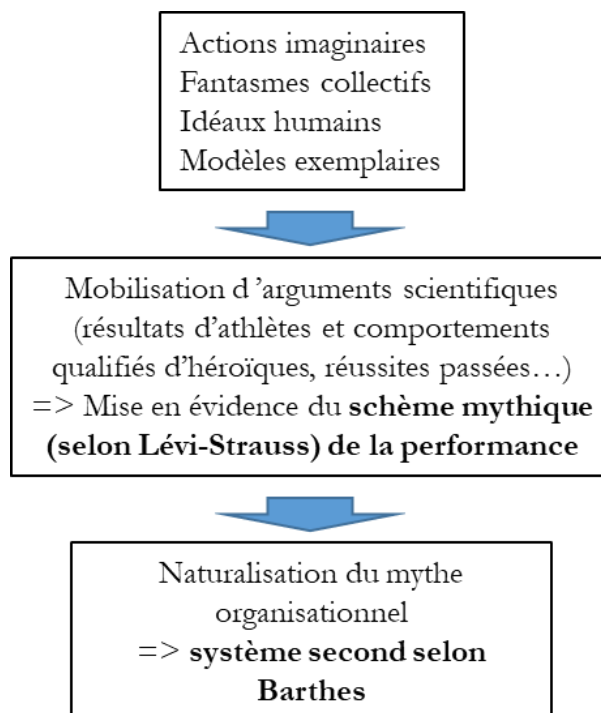 Actions imaginaires
Fantasmes collectifs
Idéaux humains
Modèles exemplaires
Mobilisation d’arguments scientifiques
(résultats d’athlètes et comportements
qualifiés d’héroïques, réussites passées…)
=> Mise en évidence du schème mythique
(selon Lévi-Strauss) de la performance
Naturalisation du mythe
organisationnel
=> système second selon
Barthes